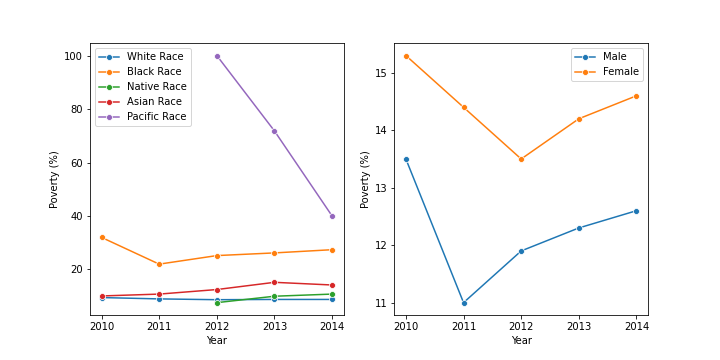 White Race
Black Race
Native Race
Asian Race
Pacific Race
100
80
60
40
20
Poverty (%)
2010 2011 2012 2013 2014
Year
Male
Female
15
14
13
12
11
Poverty (%)
2010 2011 2012 2013 2014
Year